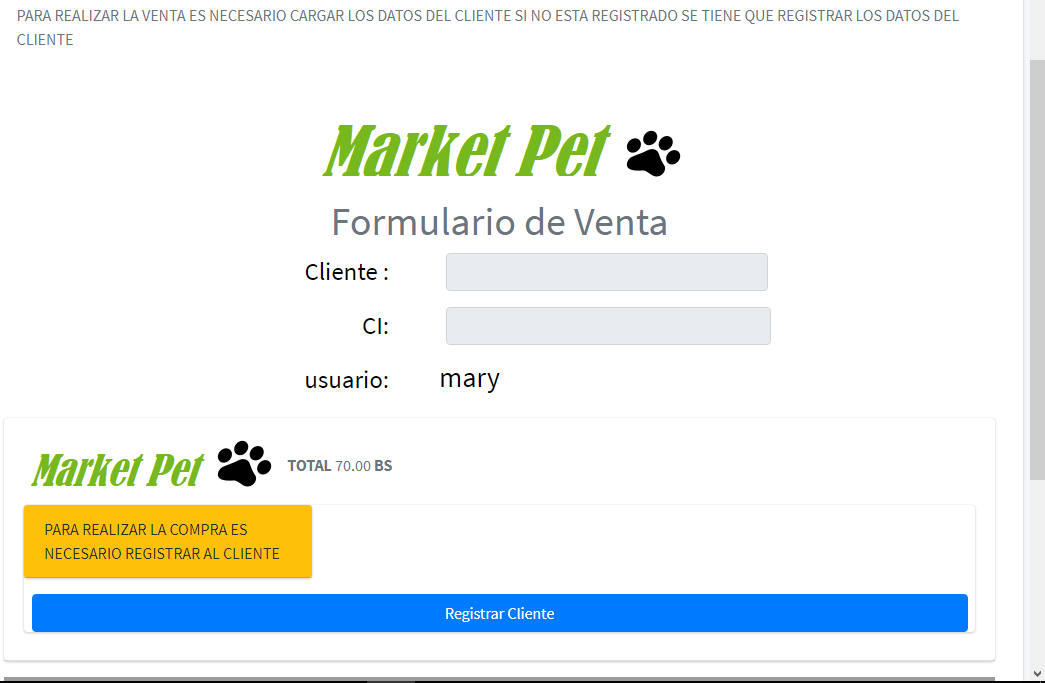 PARA REALIZAR LA VENTA ES NECESARIO CARGAR LOS DATOS DEL CLIENTE SI NO ESTA REGISTRADO SE TIENE QUE REGISTRAR LOS DATOS DEL
CLIENTE
Market Pet
Formulario de Venta
Cliente :
CI:
usuario: mary
Market Pet TOTAL 70.00 BS
PARA REALIZAR LA COMPRA ES
NECESARIO REGISTRAR AL CLIENTE
Registrar Cliente